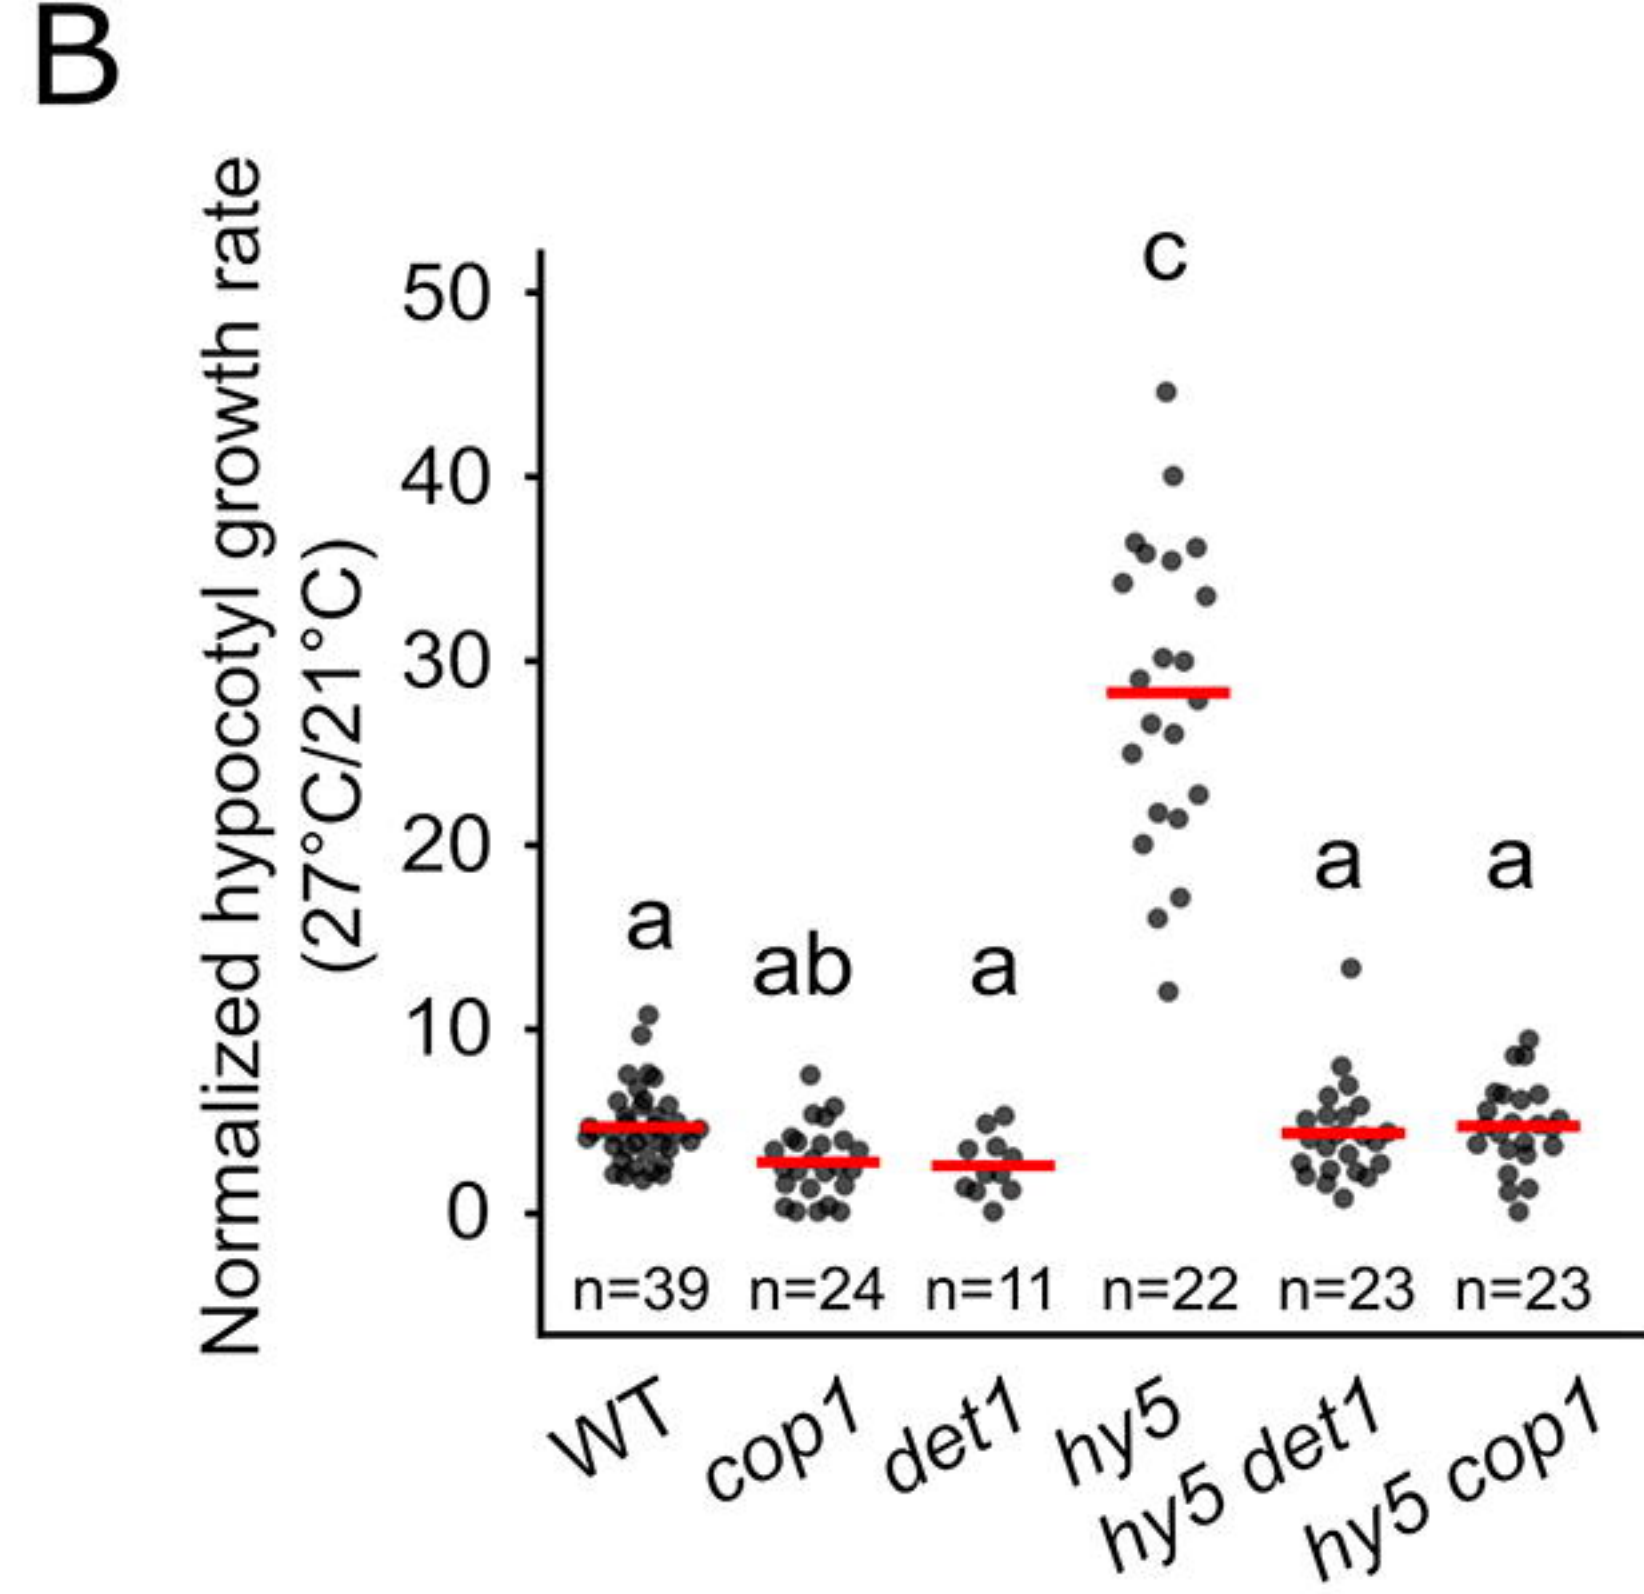 B
Normalized hypocotyl growth rate
(27°C/21°C)
50
40
30
20
10
0
a
ab
a
c
a
a
n=39
n=24
n=11
n=22
n=23
n=23
WT
cop1
det1
hy5
hy5 det1
hy5 cop1